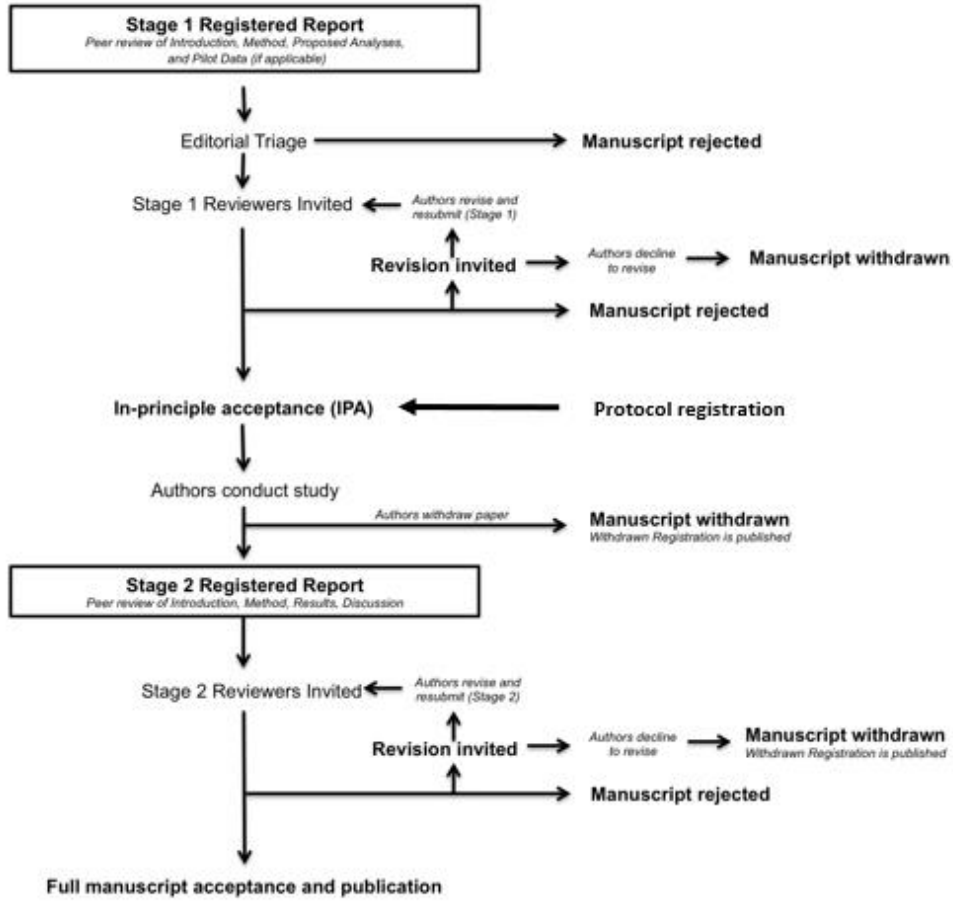 Stage 1 Registered Report
Peer review of Introduction, Method, Proposed Analyses,
and Pilot Data (if applicable)
Editorial Triage
Manuscript rejected
Stage 1 Reviewers Invited
Authors revise and
resubmit (Stage 1)
Revision invited
Authors decline
to revise
Manuscript withdrawn
Manuscript rejected
In-principle acceptance (IPA)
Protocol registration
Authors conduct study
Authors withdraw paper
Manuscript withdrawn
Withdrawn Registration is published
Stage 2 Registered Report
Peer review of Introduction, Method, Results, Discussion
Stage 2 Reviewers Invited
Authors revise and
resubmit (Stage 2)
Revision invited
Authors decline
to revise
Manuscript withdrawn
Withdrawn Registration is published
Manuscript rejected
Full manuscript acceptance and publication